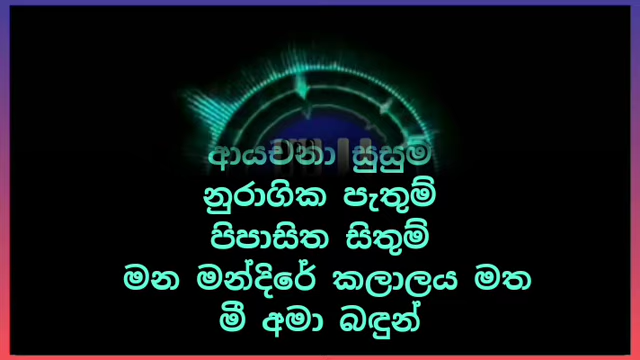 ආයචනා සුසුම්
නුරාගික පැතුම්
පිපාසිත සිතුම්
මන මන්දිරේ කලාලය මත
මී අමා බඳුන්